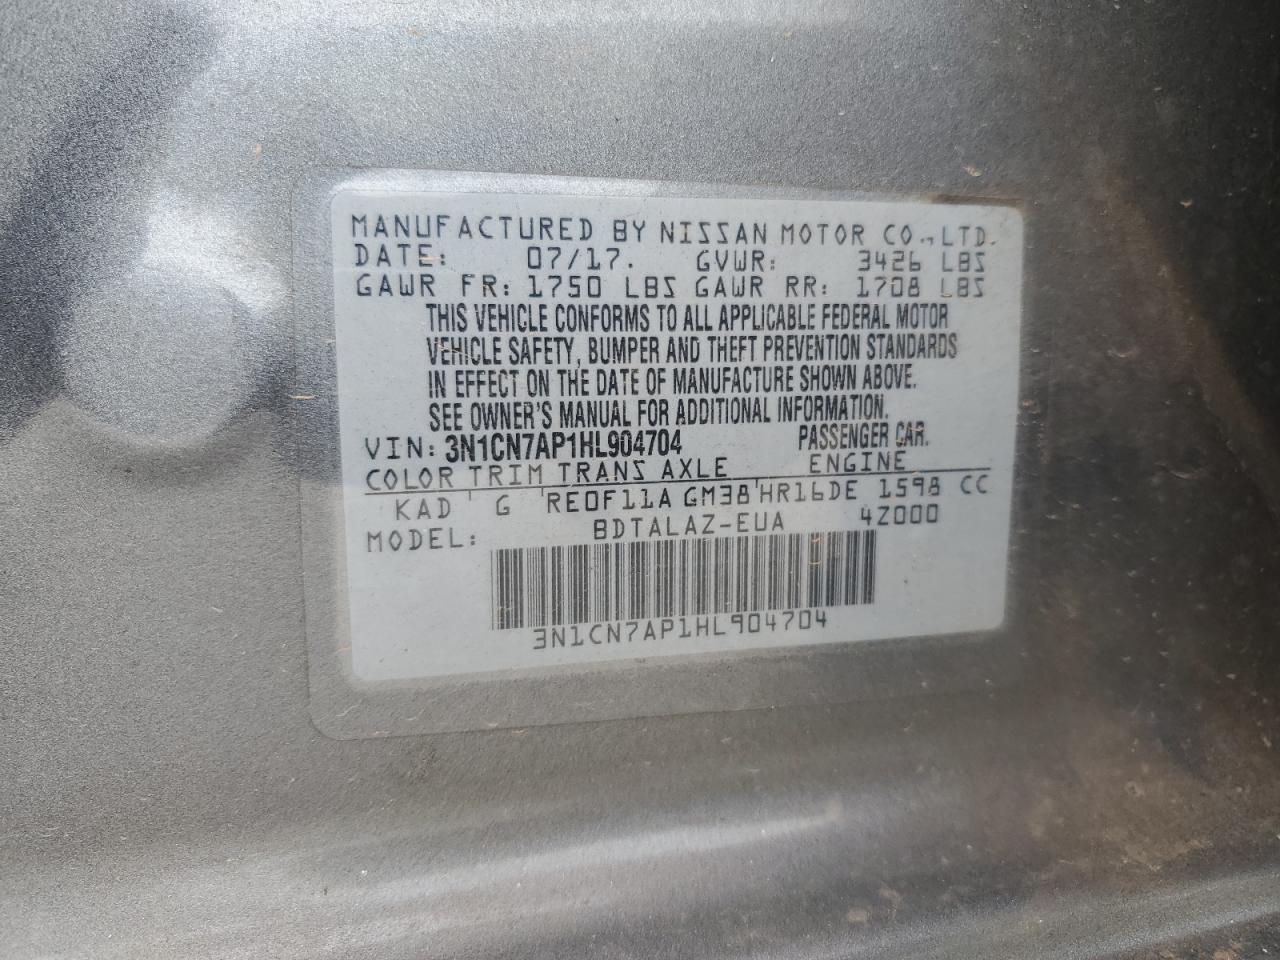 MANUFACTURED BY NISSAN MOTOR CO., LTD.
DATE: 07/17. GVWR: 3426 LBS
GAWR FR: 1750 LBS GAWR RR: 1708 LBS
THIS VEHICLE CONFORMS TO ALL APPLICABLE FEDERAL MOTOR
VEHICLE SAFETY, BUMPER AND THEFT PREVENTION STANDARDS
IN EFFECT ON THE DATE OF MANUFACTURE SHOWN ABOVE.
SEE OWNER'S MANUAL FOR ADDITIONAL INFORMATION.
VIN: 3N1CN7AP1HL904704 PASSENGER CAR.
COLOR TRIM TRANS AXLE ENGINE
KAD G RE0F11A GM38 HR16DE 1598 CC
MODEL: BDTALAZ-EUA 4Z000
3N1CN7AP1HL904704